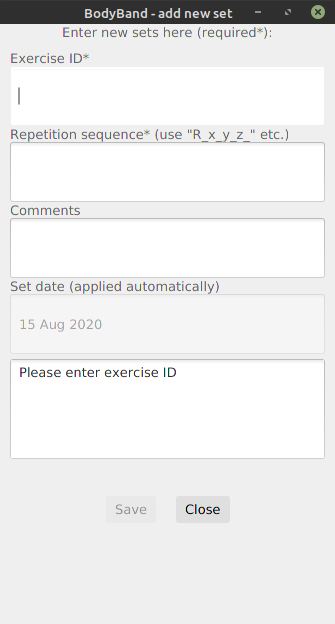 BodyBand - add new set
Enter new sets here (required*):
Exercise ID*
Repetition sequence* (use "R_x_y_z_" etc.)
Comments
Set date (applied automatically)
15 Aug 2020
Please enter exercise ID
Save Close